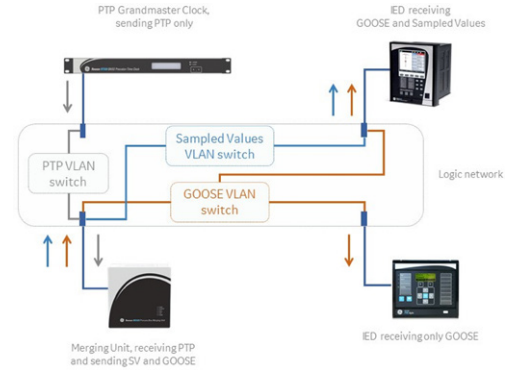 PTP Grandmaster Clock,
sending PTP only
IED receiving
GOOSE and Sampled Values
Sampled Values
VLAN switch
PTP VLAN
switch
GOOSE VLAN
switch
Logic network
Merging Unit, receiving PTP
and sending SV and GOOSE
IED receiving only GOOSE